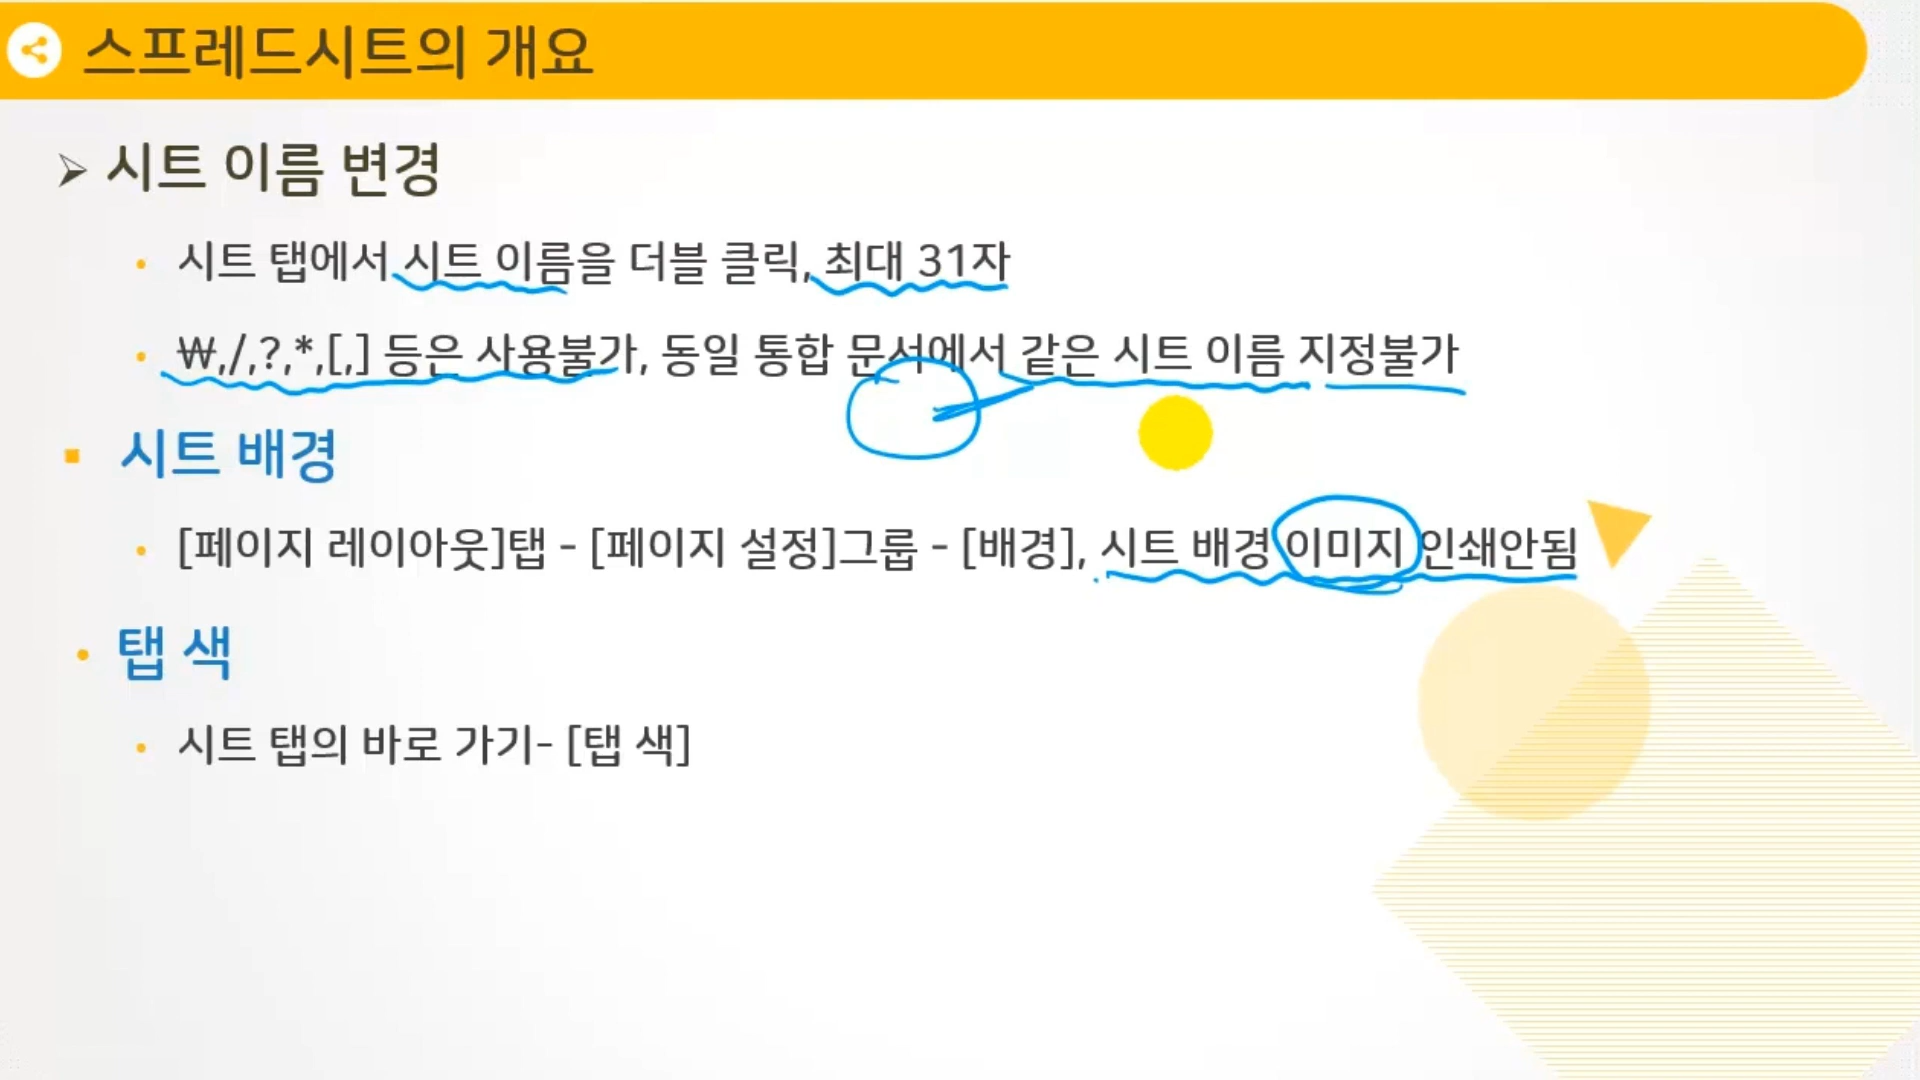 스프레드시트의 개요
시트 이름 변경
시트 탭에서 시트 이름을 더블 클릭, 최대 31자
₩,/,?,*,[,] 등은 사용불가, 동일 통합 문서에서 같은 시트 이름 지정불가
시트 배경
[페이지 레이아웃]탭 - [페이지 설정]그룹 - [배경], 시트 배경 이미지 인쇄안됨
탭 색
시트 탭의 바로 가기- [탭 색]